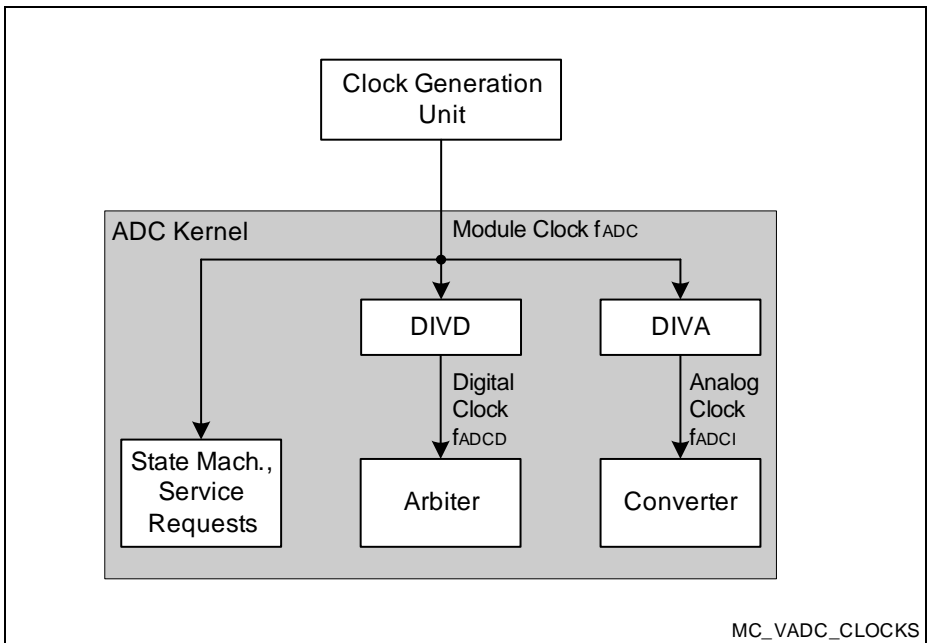 Clock Generation
Unit
ADC Kernel
Module Clock fADC
DIVD
DIVA
Digital
Clock
fADCD
Analog
Clock
fADCI
State Mach.,
Service
Requests
Arbiter
Converter
MC_VADC_CLOCKS